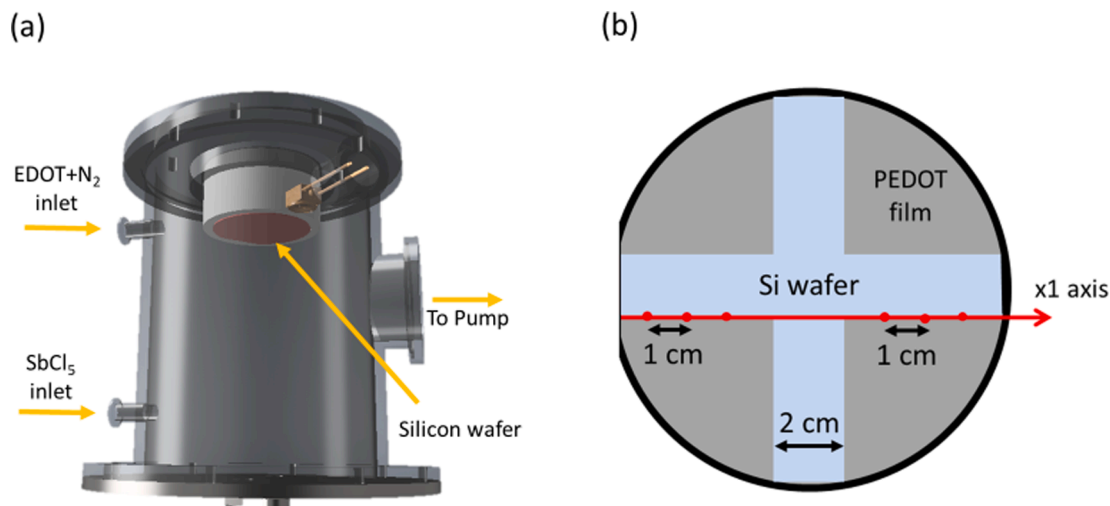 (a)
EDOT+N₂
inlet
SbCl₅
inlet
To Pump
Silicon wafer
(b)
PEDOT
film
Si wafer
x1 axis
1 cm
1 cm
2 cm